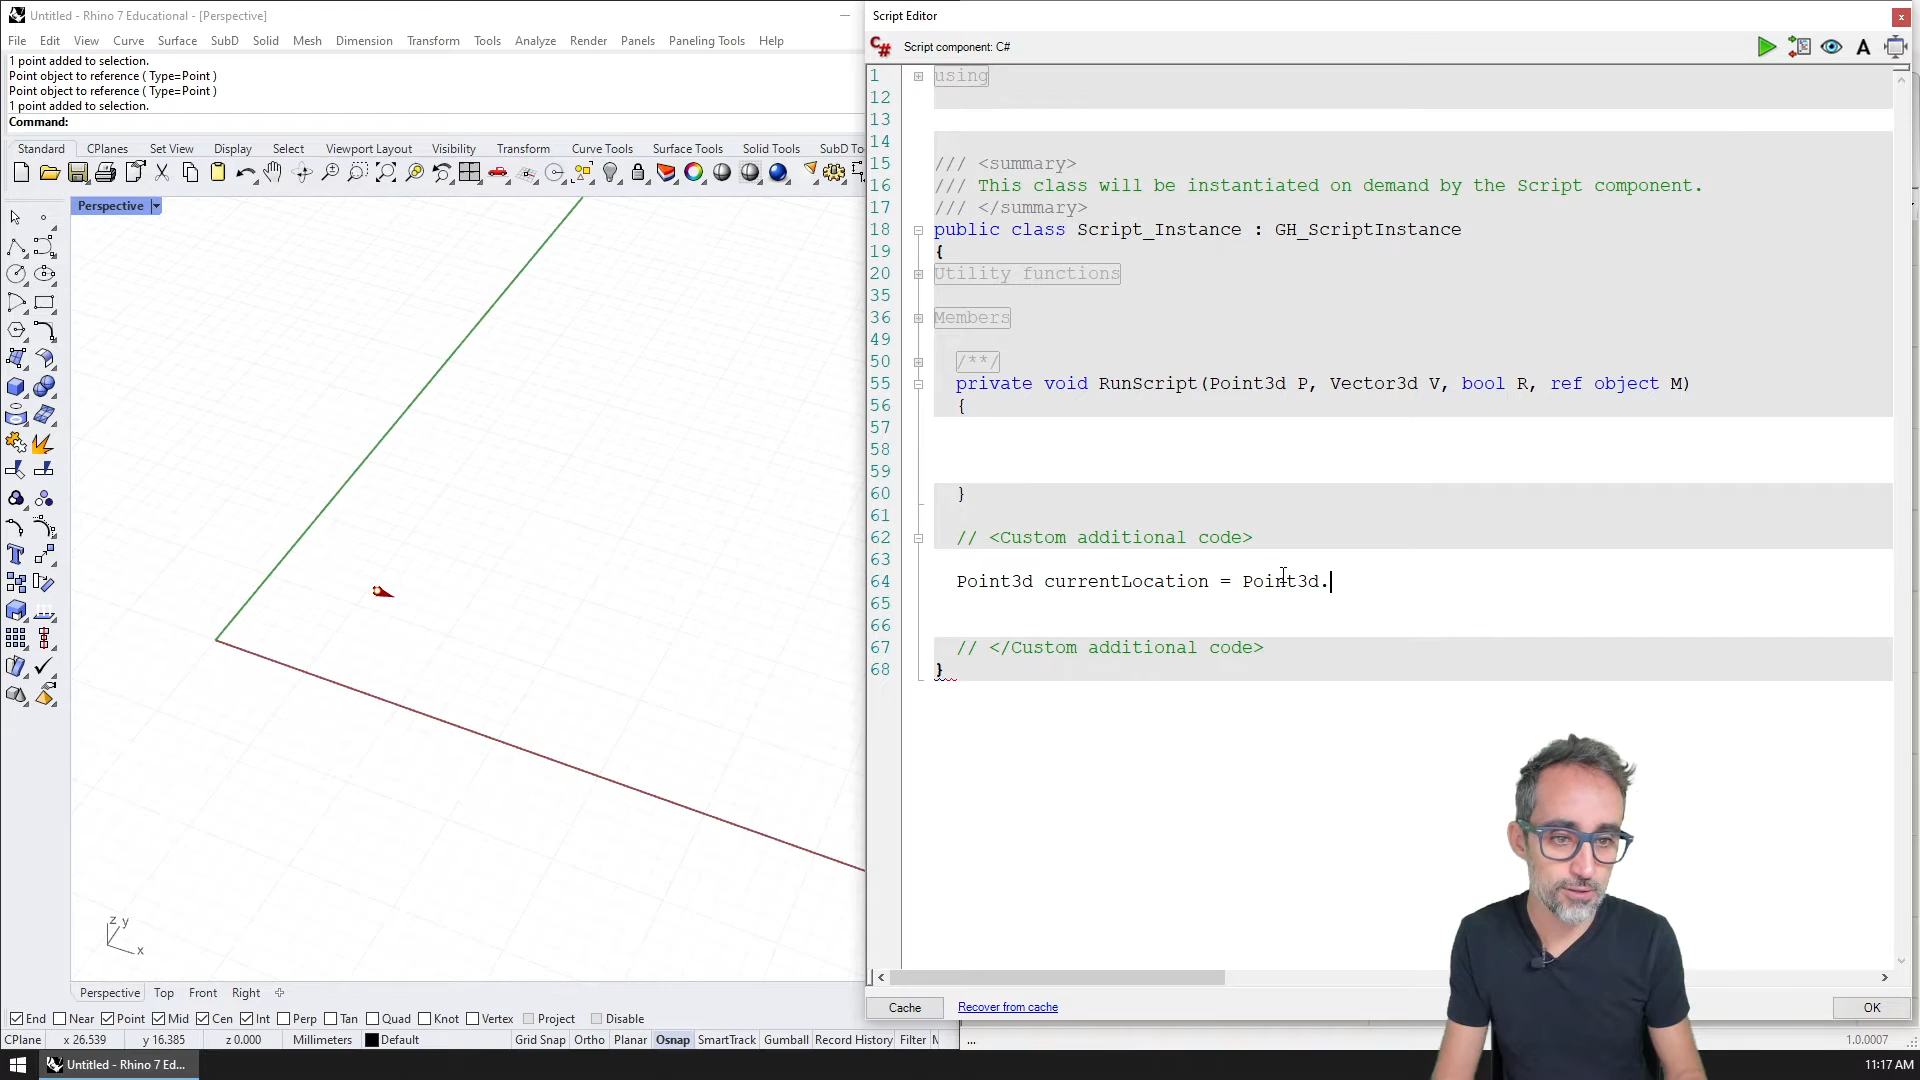 Untitled - Rhino 7 Educational - [Perspective]
File Edit View Curve Surface SubD Solid Mesh Dimension Transform Tools Analyze Render Panels Paneling Tools Help
1 point added to selection.
Point object to reference ( Type=Point )
Point object to reference ( Type=Point )
1 point added to selection.
Command:
Standard CPlanes Set View Display Select Viewport Layout Visibility Transform Curve Tools Surface Tools Solid Tools SubD To
Perspective
z y
x
Perspective Top Front Right
End Near Point Mid Cen Int Perp Tan Quad Knot Vertex Project Disable
CPlane x 26.539 y 16.385 z 0.000 Millimeters Default Grid Snap Ortho Planar Osnap SmartTrack Gumball Record History Filter
Untitled - Rhino 7 Ed...
Script Editor
C# Script component: C#
A
1 using
12
13
14
15 /// <summary>
16 /// This class will be instantiated on demand by the Script component.
17 /// </summary>
18 public class Script_Instance : GH_ScriptInstance
19 {
20 Utility functions
35
36 Members
49
50 /**/
55 private void RunScript(Point3d P, Vector3d V, bool R, ref object M)
56 {
57
58
59
60 }
61
62 // <Custom additional code>
63
64 Point3d currentLocation = Point3d.
65
66
67 // </Custom additional code>
68 }
Cache Recover from cache OK
... 1.0.0007
11:17 AM